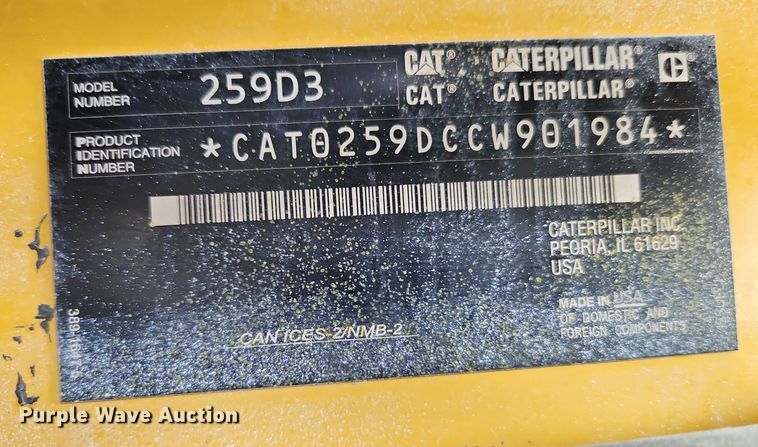 MODEL NUMBER 259D3
CAT® CATERPILLAR®
CAT® CATERPILLAR®
PRODUCT
IDENTIFICATION
NUMBER
*CAT0259DCCW901984*
CATERPILLAR INC.
PEORIA, IL 61629
USA
MADE IN USA
OF DOMESTIC AND
FOREIGN COMPONENTS
CAN ICES-2/NMB-2
Purple Wave Auction